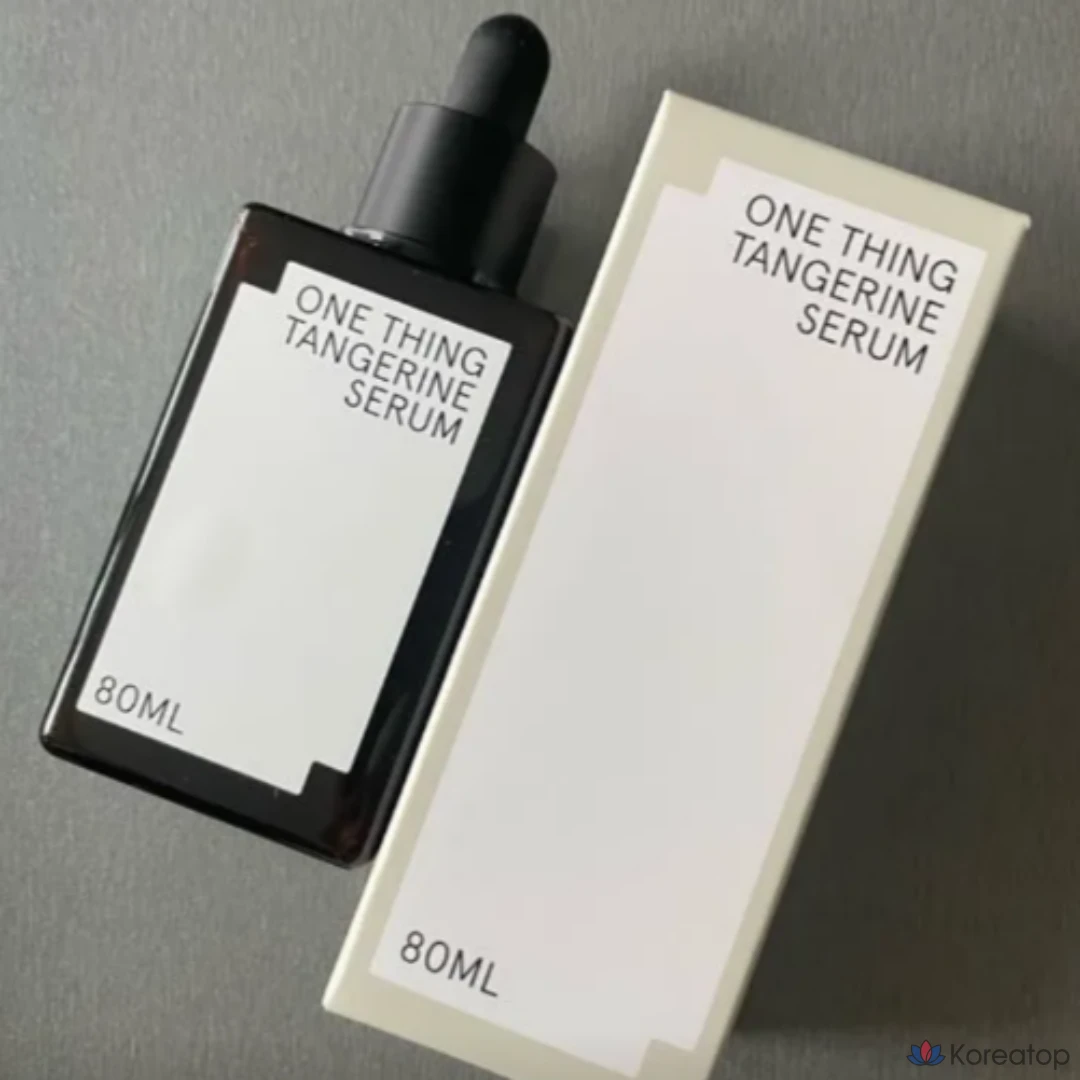 ONE THING
TANGERINE
SERUM
80ML
ONE THING
TANGERINE
SERUM
80ML
Koreatop